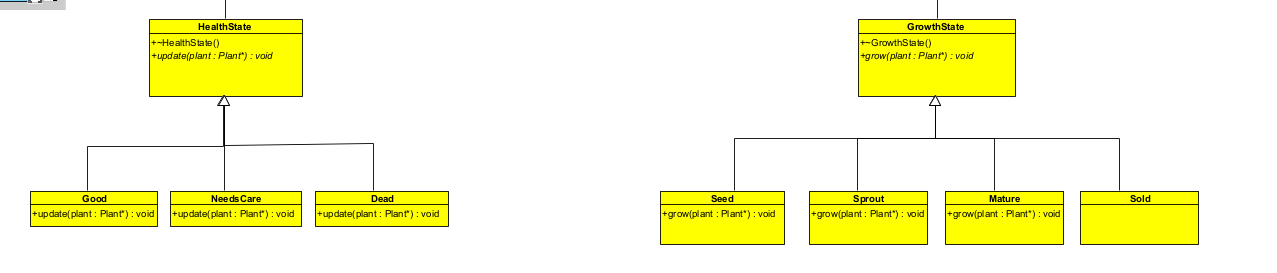 HealthState
+~HealthState()
+update(plant : Plant*) : void
GrowthState
+~GrowthState()
+grow(plant : Plant*) : void
Good
+update(plant : Plant*) : void
NeedsCare
+update(plant : Plant*) : void
Dead
+update(plant : Plant*) : void
Seed
+grow(plant : Plant*) : void
Sprout
+grow(plant : Plant*) : void
Mature
+grow(plant : Plant*) : void
Sold